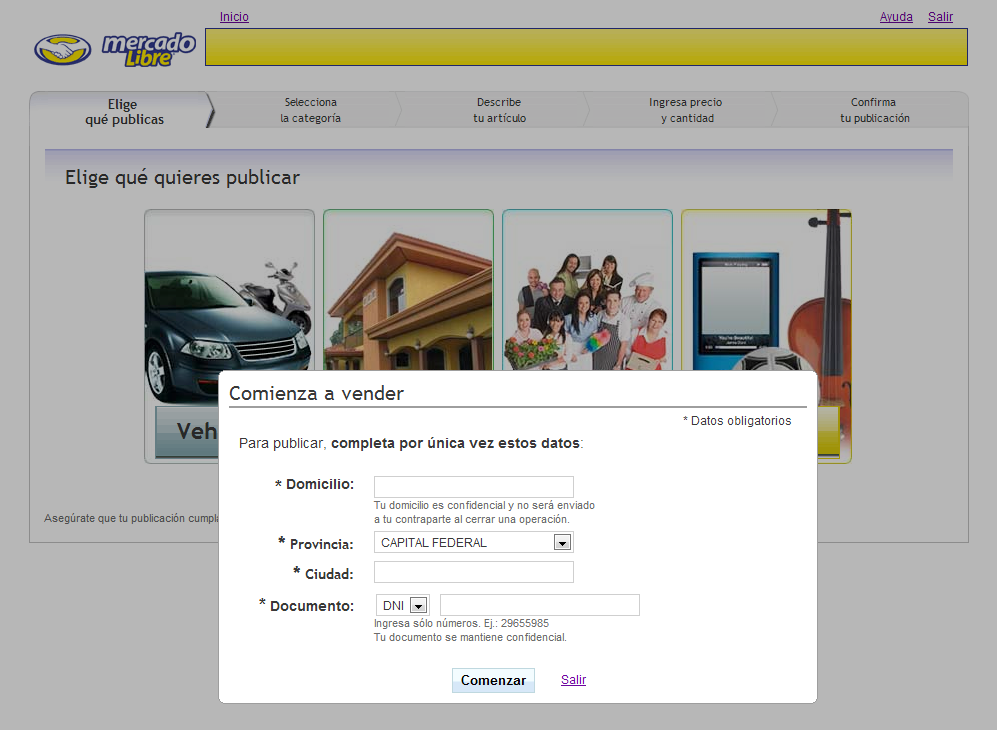 Inicio
Ayuda
Salir
mercado
Libre
Elige
qué publicas
Selecciona
la categoría
Describe
tu artículo
Ingresa precio
y cantidad
Confirma
tu publicación
Elige qué quieres publicar
Veh
Comienza a vender
* Datos obligatorios
Para publicar, completa por única vez estos datos:
* Domicilio:
Tu domicilio es confidencial y no será enviado
a tu contraparte al cerrar una operación.
* Provincia:
CAPITAL FEDERAL
* Ciudad:
* Documento:
DNI
Ingresa sólo números. Ej.: 29655985
Tu documento se mantiene confidencial.
Comenzar
Salir
Asegúrate que tu publicación cumpla